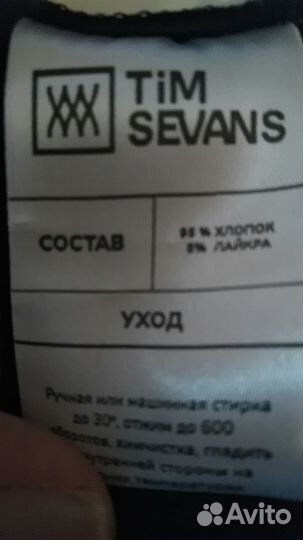 TiM
SEVANS
СОСТАВ
95 % ХЛОПОК
5% ЛАЙКРА
УХОД
Ручная или машинная стирка
до 30°, отжим до 600
оборотов, химчистка, гладить
стороны на
температурах
Avito